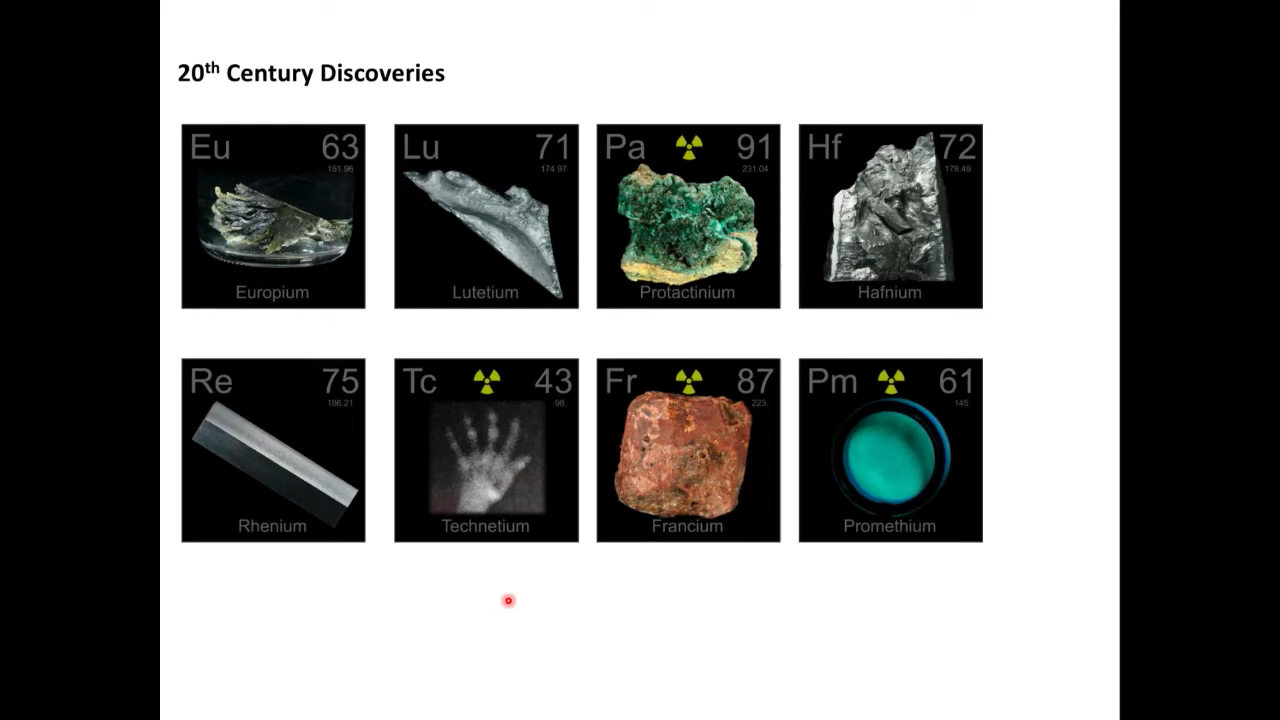 20th Century Discoveries
Eu 63
151.96
Europium
Lu 71
174.97
Lutetium
Pa 91
231.04
Protactinium
Hf 72
178.49
Hafnium
Re 75
186.21
Rhenium
Tc 43
98.
Technetium
Fr 87
223.
Francium
Pm 61
145.
Promethium